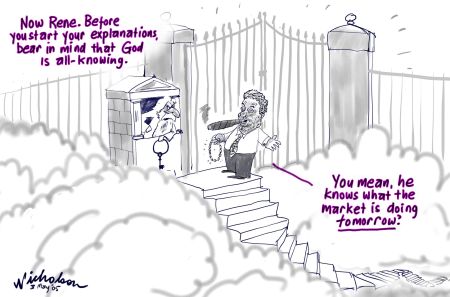 Now Rene. Before
you start your explanations,
bear in mind that God
is all-knowing.
You mean, he
knows what the
market is doing
tomorrow?
Nicholson
3 May 05